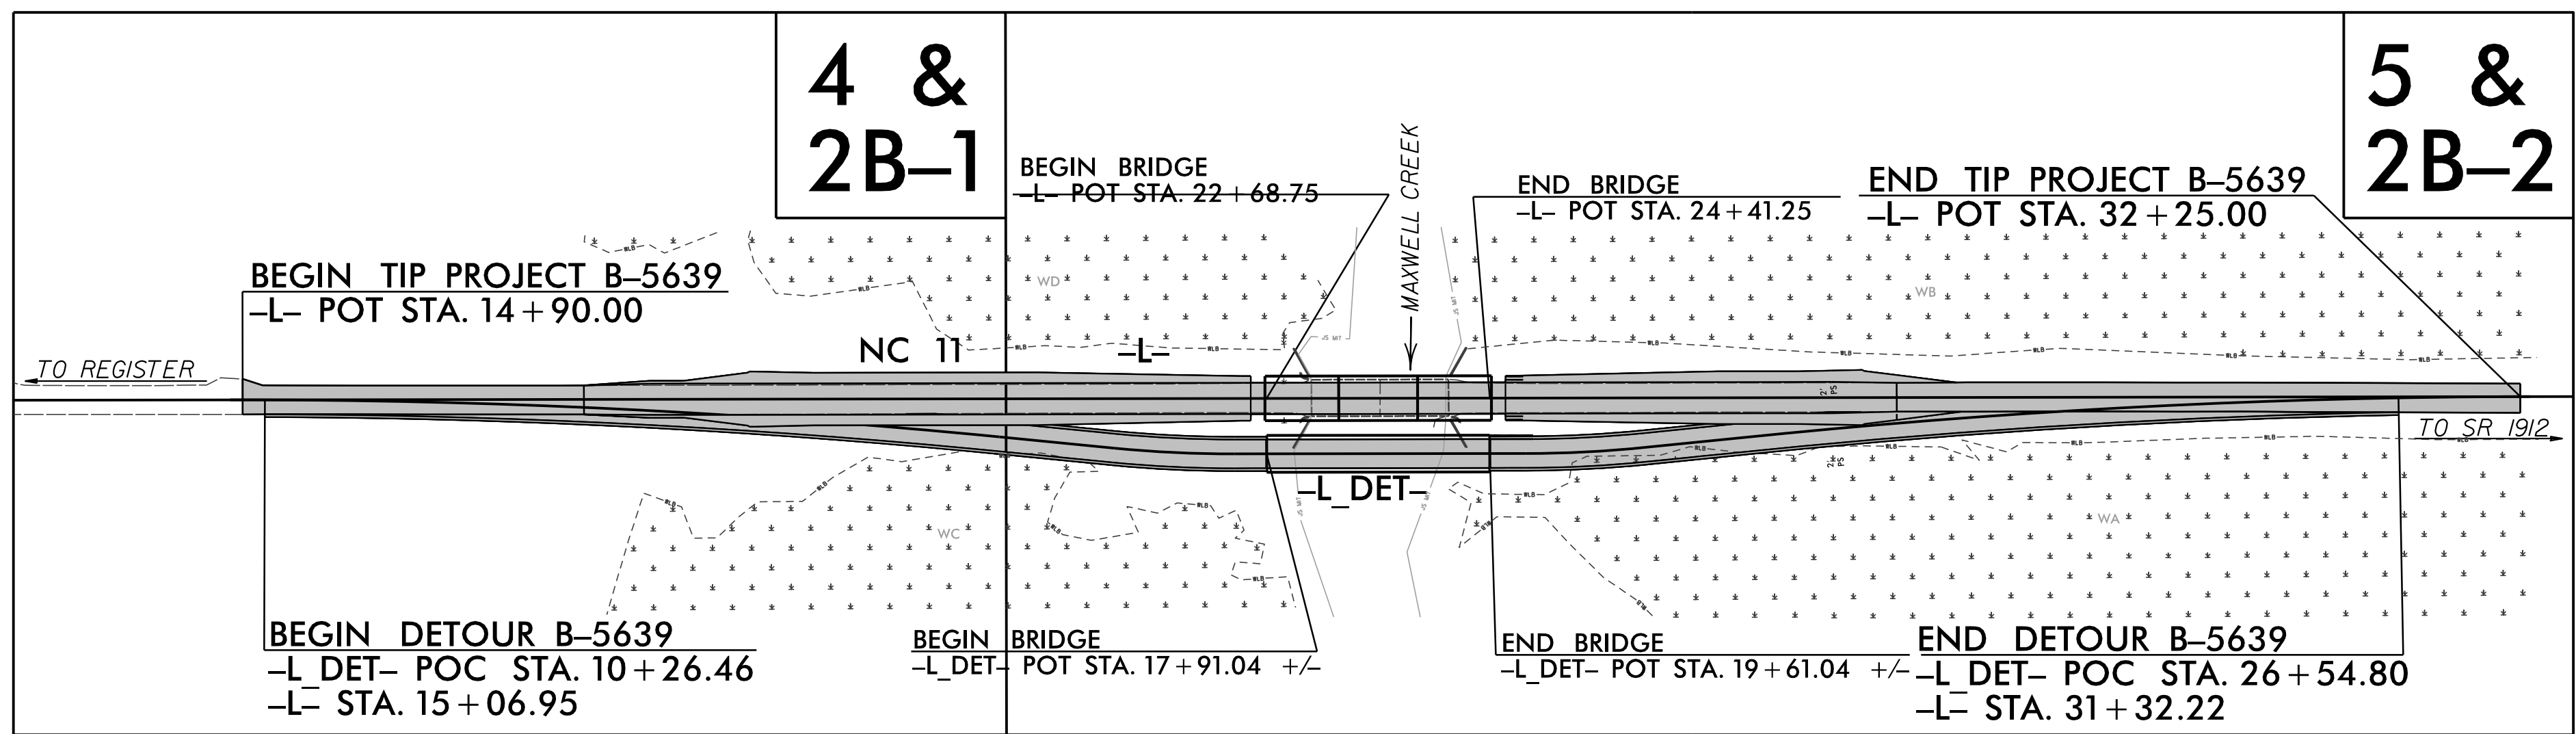 4 &
2B–1
5 &
2B–2
BEGIN BRIDGE
–L– POT STA. 22+68.75
MAXWELL CREEK
END BRIDGE
–L– POT STA. 24+41.25
END TIP PROJECT B–5639
–L– POT STA. 32+25.00
BEGIN TIP PROJECT B–5639
–L– POT STA. 14+90.00
WD
WB
NC 11
–L–
TO REGISTER
TO SR 1912
–L_DET–
WC
WA
BEGIN DETOUR B–5639
–L_DET– POC STA. 10+26.46
–L– STA. 15+06.95
BEGIN BRIDGE
–L_DET– POT STA. 17+91.04 +/–
END BRIDGE
–L_DET– POT STA. 19+61.04 +/–
END DETOUR B–5639
–L_DET– POC STA. 26+54.80
–L– STA. 31+32.22